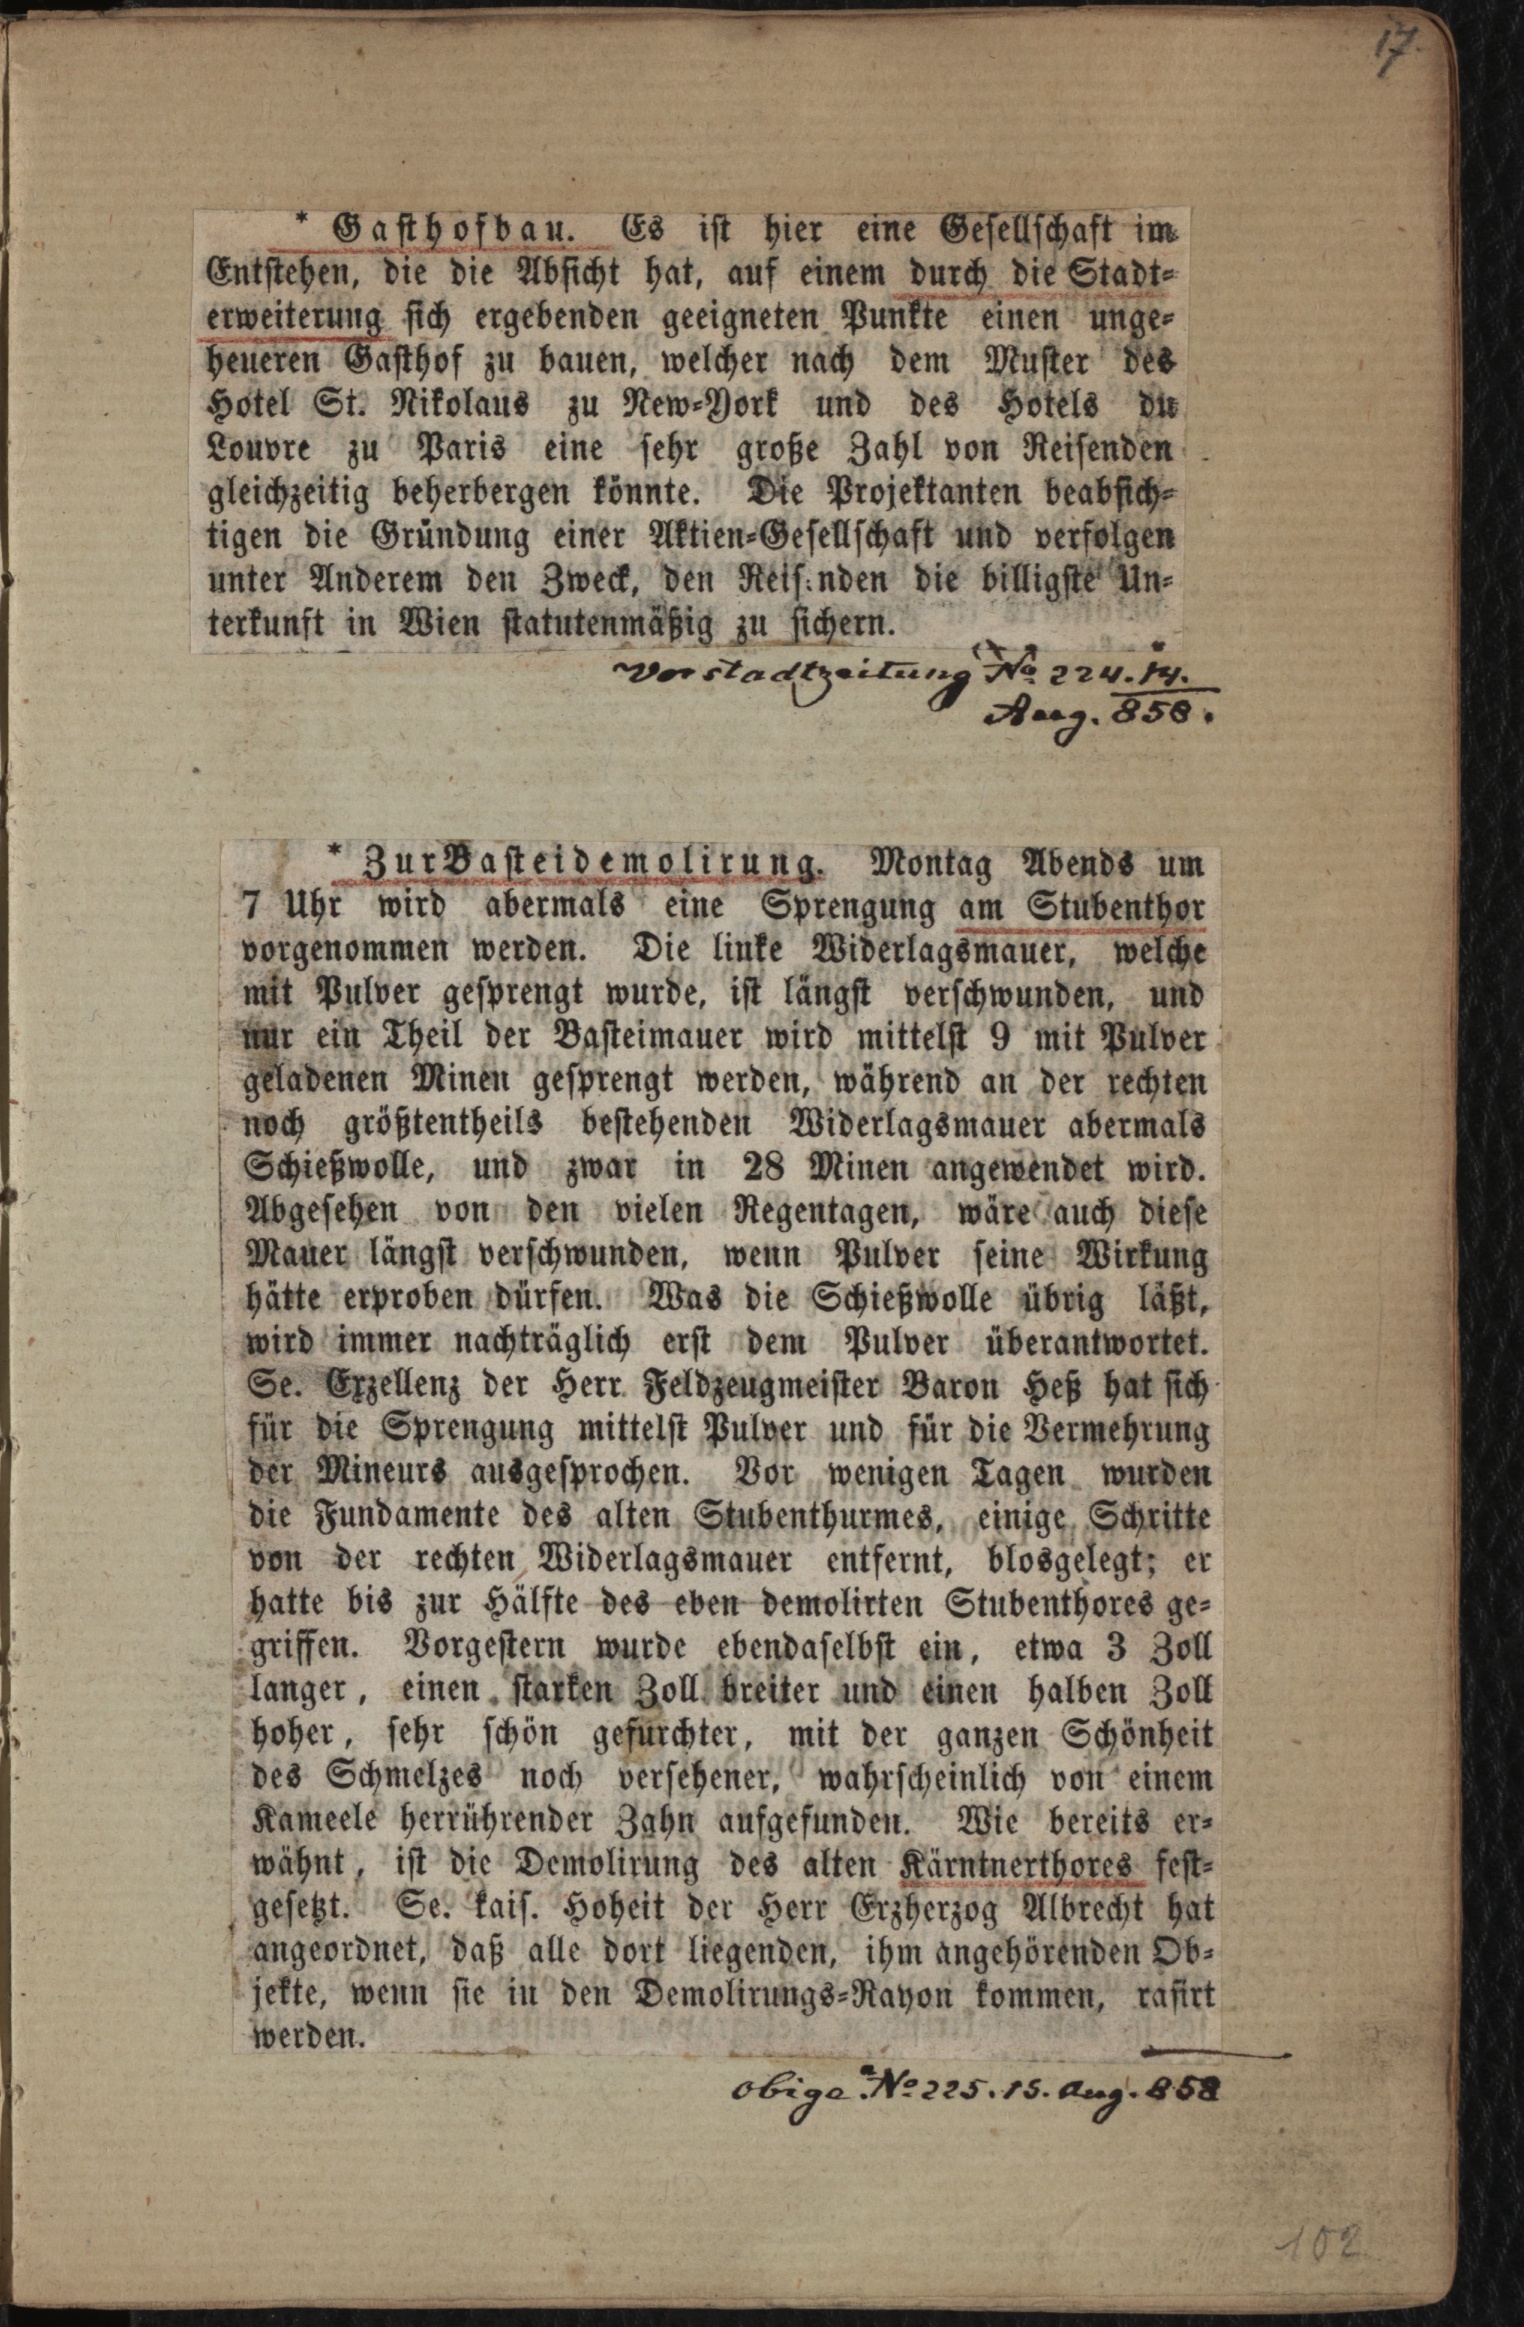 17.
* Gasthofbau. Es ist hier eine Gesellschaft im
Entstehen, die die Absicht hat, auf einem durch die Stadt-
erweiterung sich ergebenden geeigneten Punkte einen unge-
heueren Gasthof zu bauen, welcher nach dem Muster des
Hotel St. Nikolaus zu New-York und des Hotels du
Louvre zu Paris eine sehr große Zahl von Reisenden
gleichzeitig beherbergen könnte. Die Projektanten beabsich-
tigen die Gründung einer Aktien-Gesellschaft und verfolgen
unter Anderem den Zweck, den Reis:nden die billigste Un-
terkunft in Wien statutenmäßig zu sichern.
Vorstadtzeitung No 224. 14.
Aug. 858.
* Zur Basteidemolirung. Montag Abends um
7 Uhr wird abermals eine Sprengung am Stubenthor
vorgenommen werden. Die linke Widerlagsmauer, welche
mit Pulver gesprengt wurde, ist längst verschwunden, und
nur ein Theil der Basteimauer wird mittelst 9 mit Pulver
geladenen Minen gesprengt werden, während an der rechten
noch größtentheils bestehenden Widerlagsmauer abermals
Schießwolle, und zwar in 28 Minen angewendet wird.
Abgesehen von den vielen Regentagen, wäre auch diese
Mauer längst verschwunden, wenn Pulver seine Wirkung
hätte erproben dürfen. Was die Schießwolle übrig läßt,
wird immer nachträglich erst dem Pulver überantwortet.
Se. Exzellenz der Herr Feldzeugmeister Baron Heß hat sich
für die Sprengung mittelst Pulver und für die Vermehrung
der Mineurs ausgesprochen. Vor wenigen Tagen wurden
die Fundamente des alten Stubenthurmes, einige Schritte
von der rechten Widerlagsmauer entfernt, blosgelegt; er
hatte bis zur Hälfte des eben demolirten Stubenthores ge-
griffen. Vorgestern wurde ebendaselbst ein, etwa 3 Zoll
langer, einen starken Zoll breiter und einen halben Zoll
hoher, sehr schön gefurchter, mit der ganzen Schönheit
des Schmelzes noch versehener, wahrscheinlich von einem
Kameele herrührender Zahn aufgefunden. Wie bereits er-
wähnt, ist die Demolirung des alten Kärntnerthores fest-
gesetzt. Se. kais. Hoheit der Herr Erzherzog Albrecht hat
angeordnet, daß alle dort liegenden, ihm angehörenden Ob-
jekte, wenn sie in den Demolirungs-Rayon kommen, rasirt
werden.
obige No 225. 15. Aug. 858
102